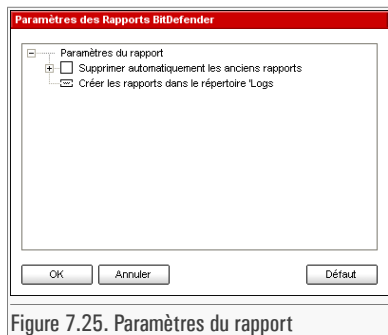 Paramètres des Rapports BitDefender
Paramètres du rapport
Supprimer automatiquement les anciens rapports
Créer les rapports dans le répertoire 'Logs
OK Annuler Défaut
Figure 7.25. Paramètres du rapport